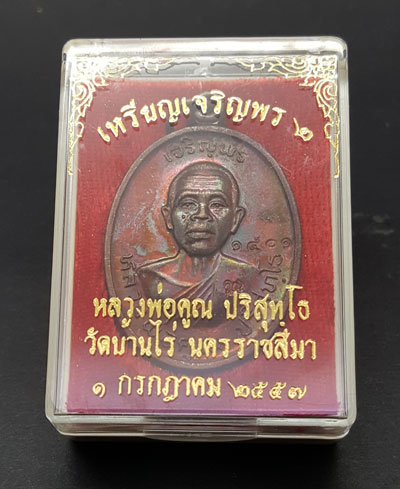 เหรียญเจริญพร ๒
เจริญพร
๑๕๐๑
หลวงพ่อคูณ ปริสุทฺโธ
วัดบ้านไร่ นครราชสีมา
๑ กรกฎาคม ๒๕๕๗